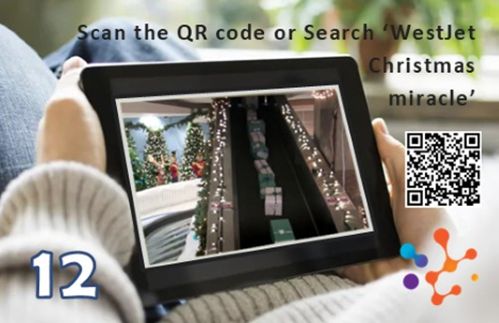 Scan the QR code or Search ‘WestJet
Christmas
miracle’
12